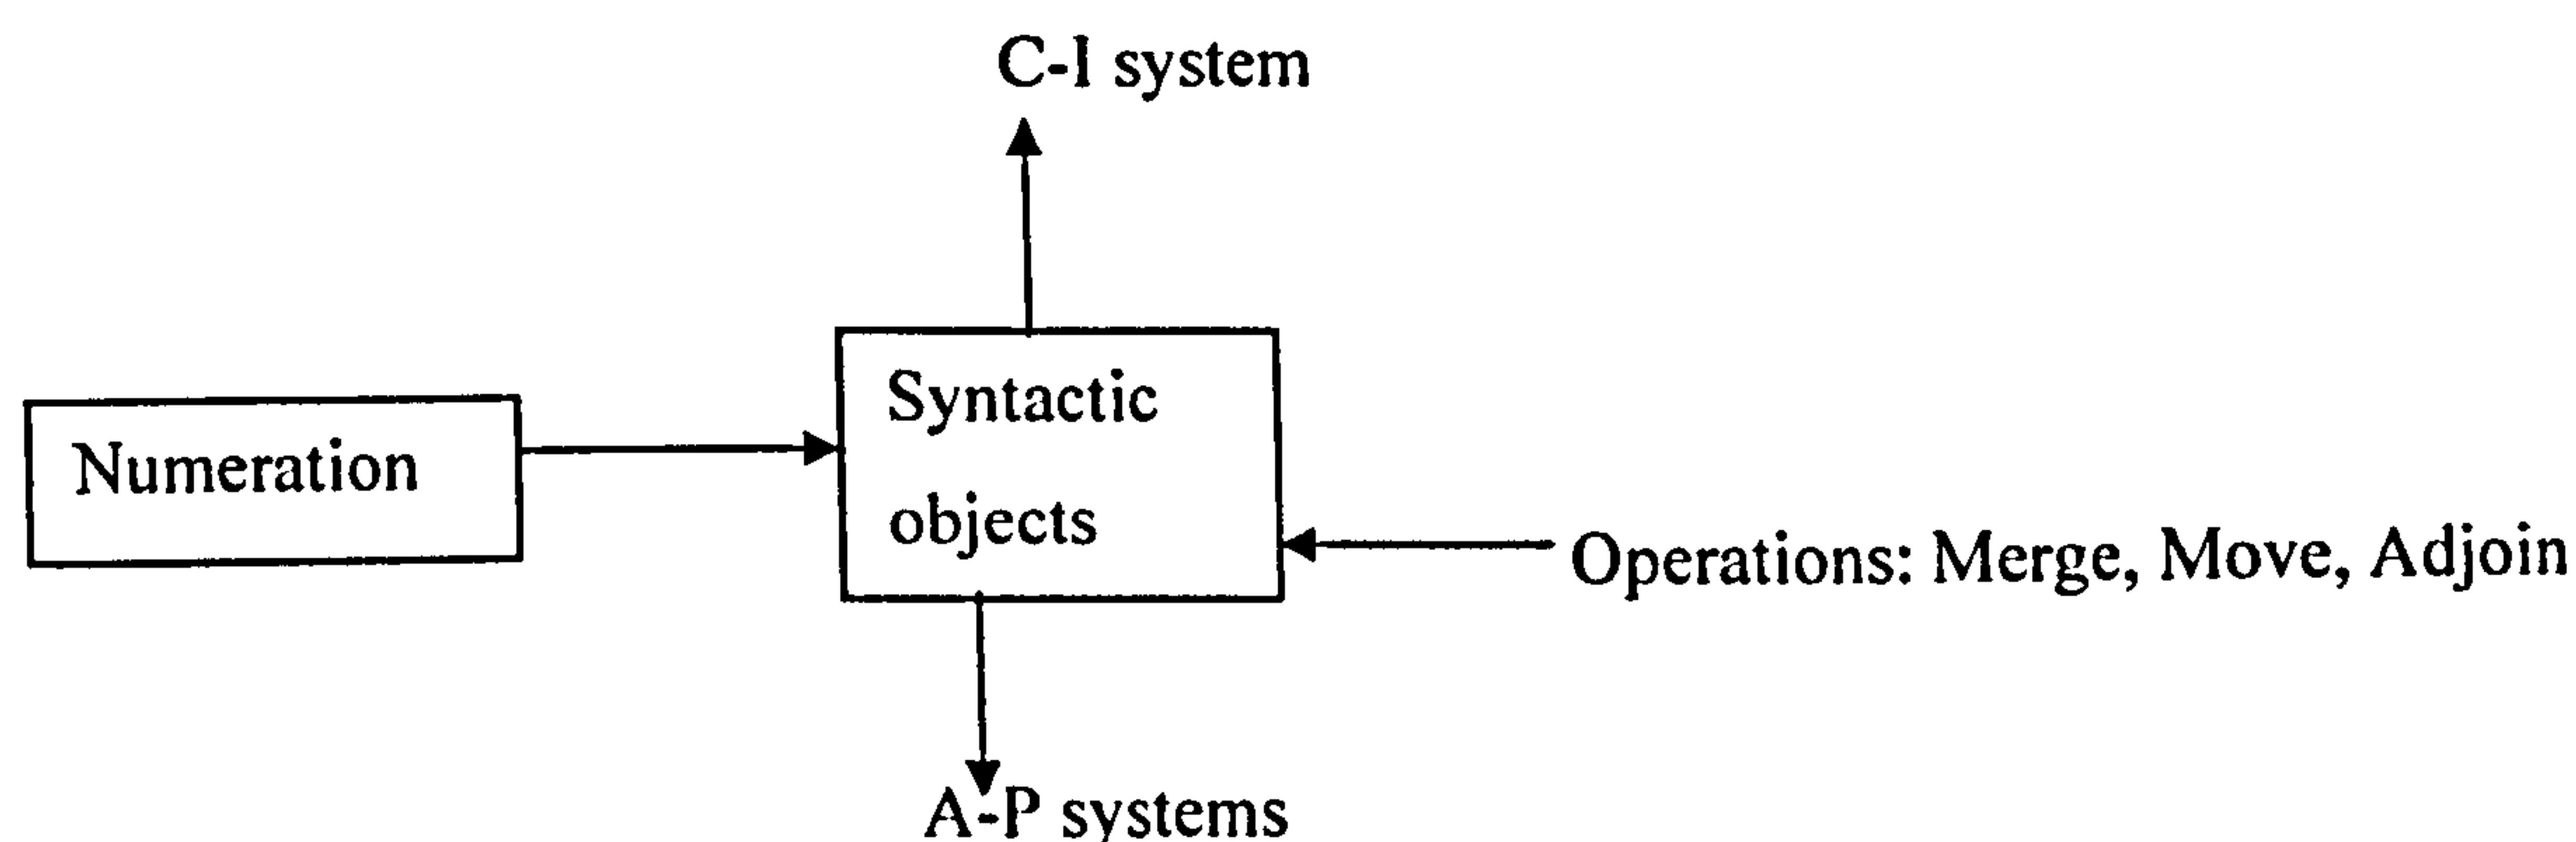 C-I system
Syntactic
Numeration
objects
Operations: Merge, Move, Adjoin
A-P systems